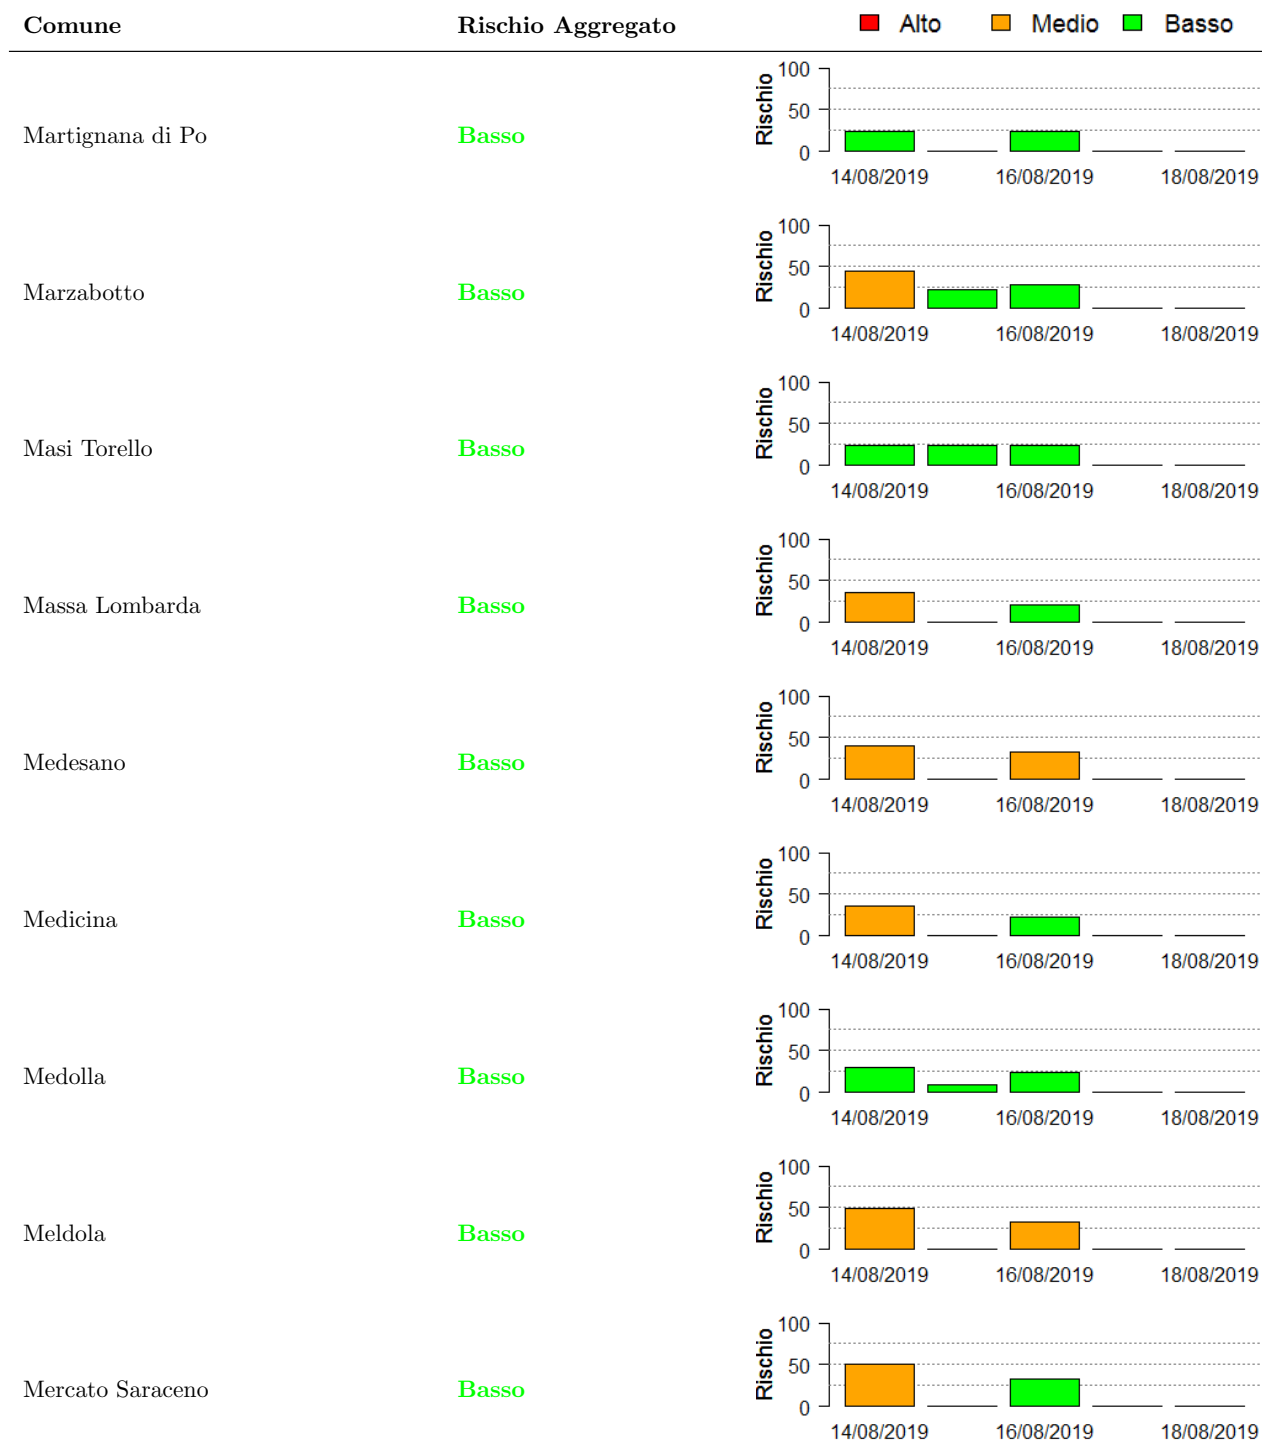 Comune Rischio Aggregato Alto Medio Basso
Martignana di Po Basso Rischio 100 50 0
14/08/2019 16/08/2019 18/08/2019
Marzabotto Basso Rischio 100 50 0
14/08/2019 16/08/2019 18/08/2019
Masi Torello Basso Rischio 100 50 0
14/08/2019 16/08/2019 18/08/2019
Massa Lombarda Basso Rischio 100 50 0
14/08/2019 16/08/2019 18/08/2019
Medesano Basso Rischio 100 50 0
14/08/2019 16/08/2019 18/08/2019
Medicina Basso Rischio 100 50 0
14/08/2019 16/08/2019 18/08/2019
Medolla Basso Rischio 100 50 0
14/08/2019 16/08/2019 18/08/2019
Meldola Basso Rischio 100 50 0
14/08/2019 16/08/2019 18/08/2019
Mercato Saraceno Basso Rischio 100 50 0
14/08/2019 16/08/2019 18/08/2019